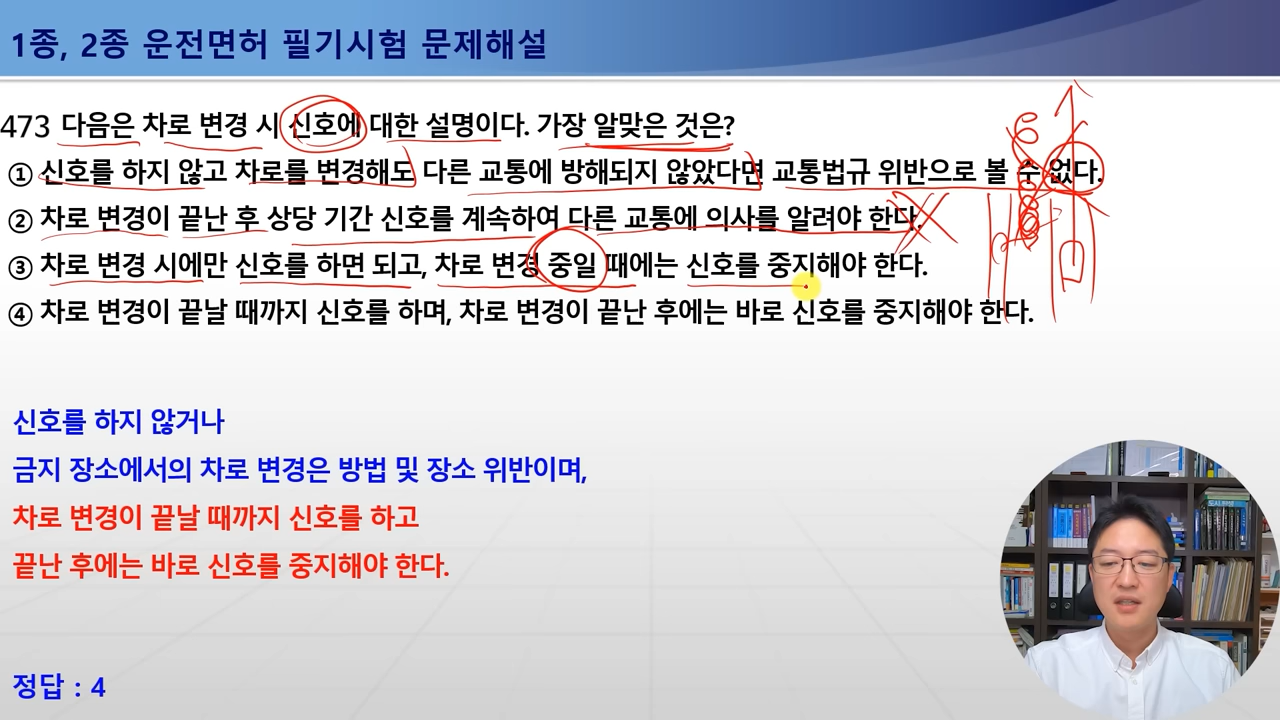 1종, 2종 운전면허 필기시험 문제해설
473 다음은 차로 변경 시 신호에 대한 설명이다. 가장 알맞은 것은?
① 신호를 하지 않고 차로를 변경해도 다른 교통에 방해되지 않았다면 교통법규 위반으로 볼 수 없다.
② 차로 변경이 끝난 후 상당 기간 신호를 계속하여 다른 교통에 의사를 알려야 한다.
③ 차로 변경 시에만 신호를 하면 되고, 차로 변경 중일 때에는 신호를 중지해야 한다.
④ 차로 변경이 끝날 때까지 신호를 하며, 차로 변경이 끝난 후에는 바로 신호를 중지해야 한다.
신호를 하지 않거나
금지 장소에서의 차로 변경은 방법 및 장소 위반이며,
차로 변경이 끝날 때까지 신호를 하고
끝난 후에는 바로 신호를 중지해야 한다.
정답 : 4